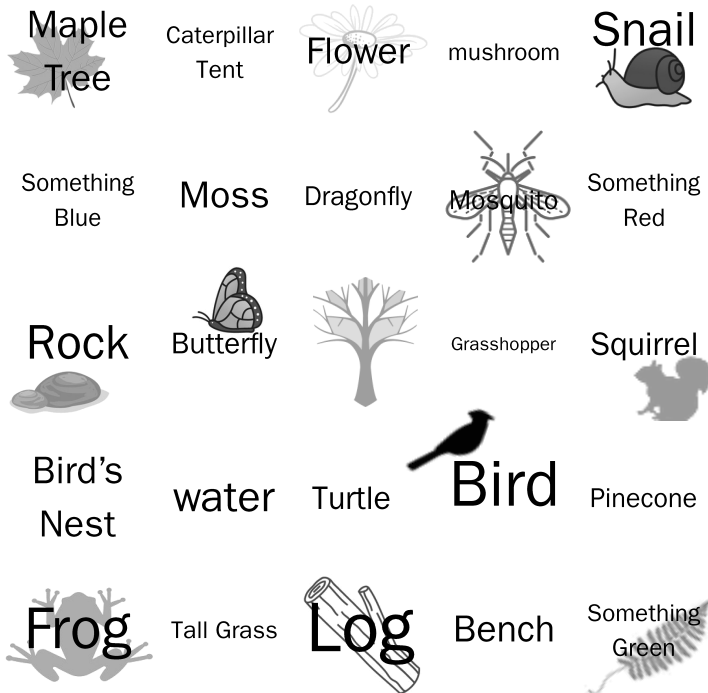 Maple
Tree
Caterpillar
Tent
Flower
mushroom
Snail
Something
Blue
Moss
Dragonfly
Mosquito
Something
Red
Rock
Butterfly
Grasshopper
Squirrel
Bird’s
Nest
water
Turtle
Bird
Pinecone
Frog
Tall Grass
Log
Bench
Something
Green